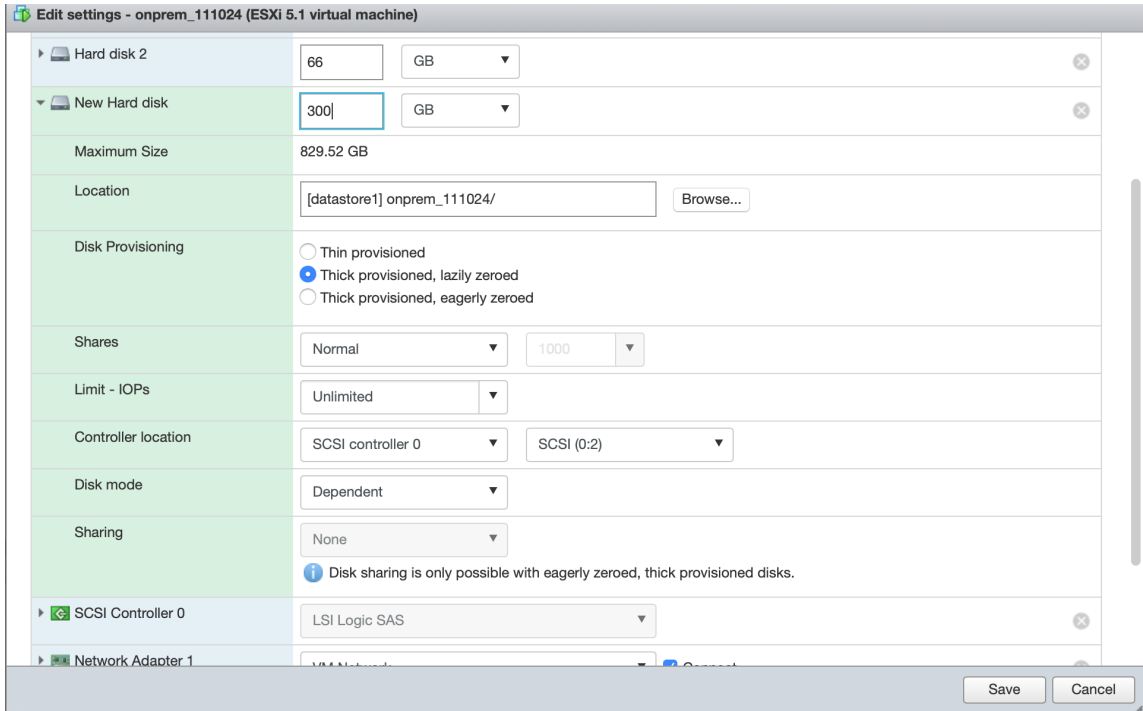 Edit settings - onprem_111024 (ESXi 5.1 virtual machine)
Hard disk 2 66 GB
New Hard disk 300 GB
Maximum Size 829.52 GB
Location [datastore1] onprem_111024/ Browse...
Disk Provisioning Thin provisioned
Thick provisioned, lazily zeroed
Thick provisioned, eagerly zeroed
Shares Normal 1000
Limit - IOPs Unlimited
Controller location SCSI controller 0 SCSI (0:2)
Disk mode Dependent
Sharing None
Disk sharing is only possible with eagerly zeroed, thick provisioned disks.
SCSI Controller 0 LSI Logic SAS
Network Adapter 1 VM Network Connect
Save Cancel